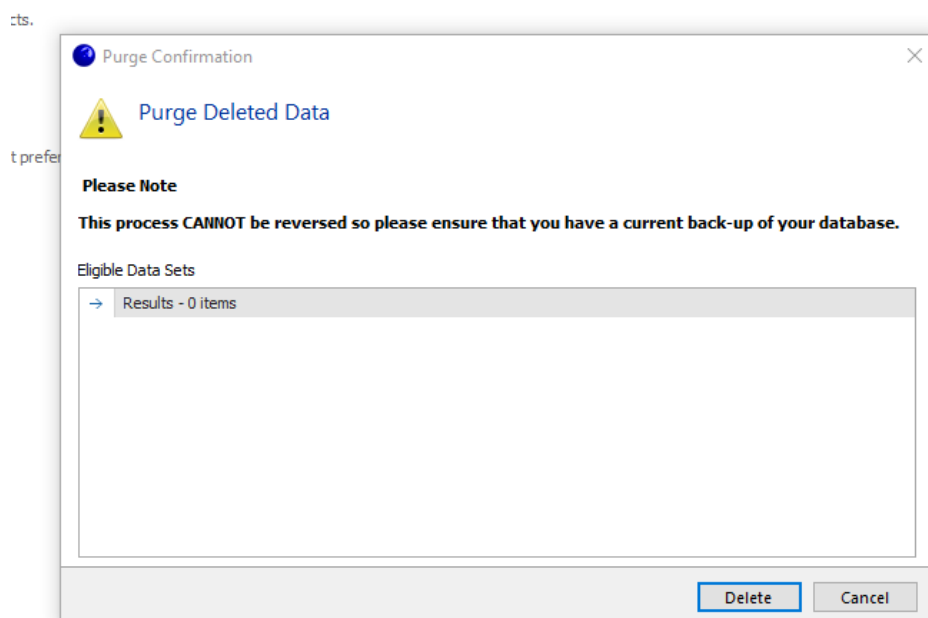 cts.
Purge Confirmation
Purge Deleted Data
t prefer
Please Note
This process CANNOT be reversed so please ensure that you have a current back-up of your database.
Eligible Data Sets
Results - 0 items
Delete
Cancel